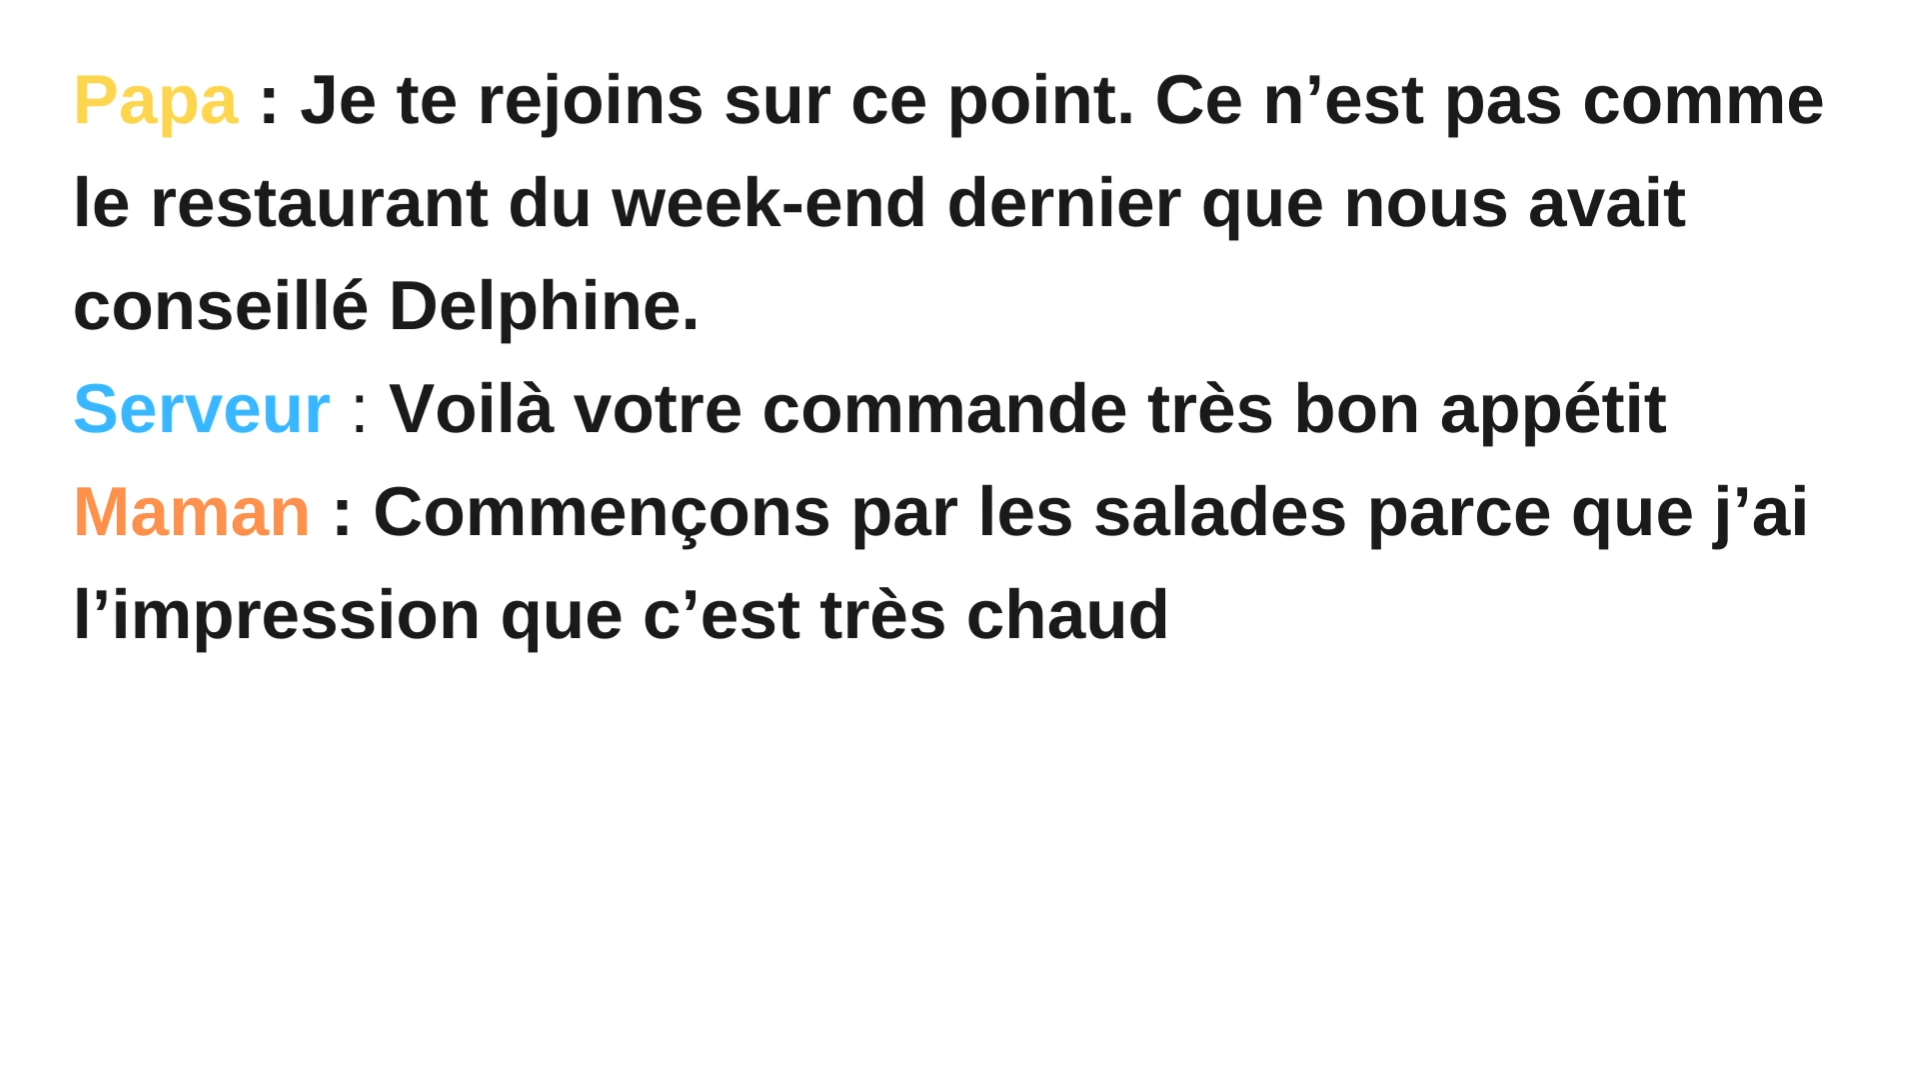 Papa : Je te rejoins sur ce point. Ce n’est pas comme
le restaurant du week-end dernier que nous avait
conseillé Delphine.
Serveur : Voilà votre commande très bon appétit
Maman : Commençons par les salades parce que j’ai
l’impression que c’est très chaud